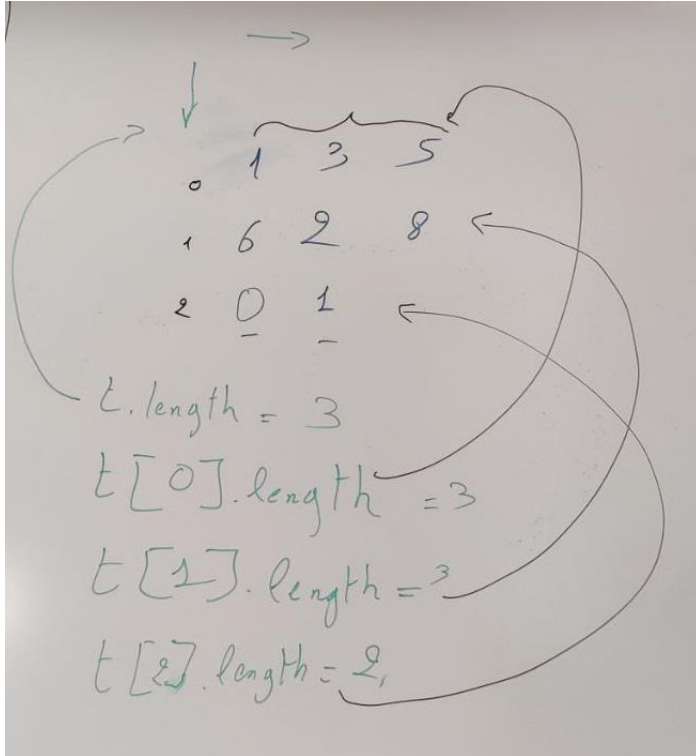 0 1 3 5
1 6 2 8
2 0 1
t.length = 3
t[0].length = 3
t[1].length = 3
t[2].length = 2,